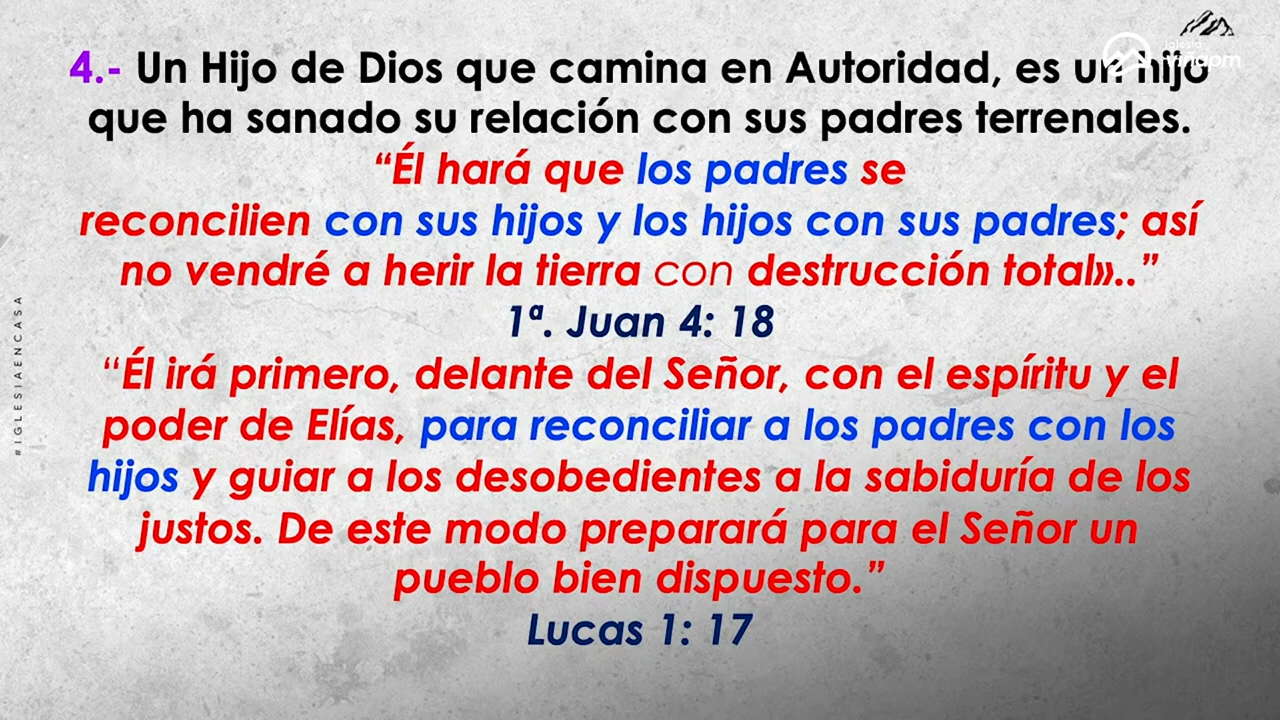 4.- Un Hijo de Dios que camina en Autoridad, es un hijo
que ha sanado su relación con sus padres terrenales.
“Él hará que los padres se
reconcilien con sus hijos y los hijos con sus padres; así
no vendré a herir la tierra con destrucción total»..”
1ª. Juan 4: 18
“Él irá primero, delante del Señor, con el espíritu y el
poder de Elías, para reconciliar a los padres con los
hijos y guiar a los desobedientes a la sabiduría de los
justos. De este modo preparará para el Señor un
pueblo bien dispuesto.”
Lucas 1: 17
#IGLESIAENCASA